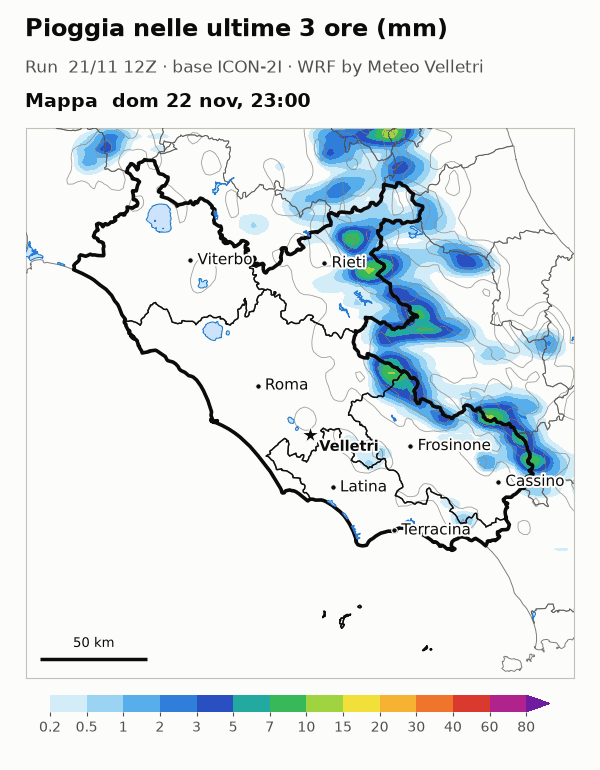 Pioggia nelle ultime 3 ore (mm)
Run  21/11 12Z · base ICON-2I · WRF by Meteo Velletri
Mappa  dom 22 nov, 23:00
Viterbo
Rieti
Roma
Velletri
Frosinone
Cassino
Latina
Terracina
50 km
0.2 0.5 1 2 3 5 7 10 15 20 30 40 60 80